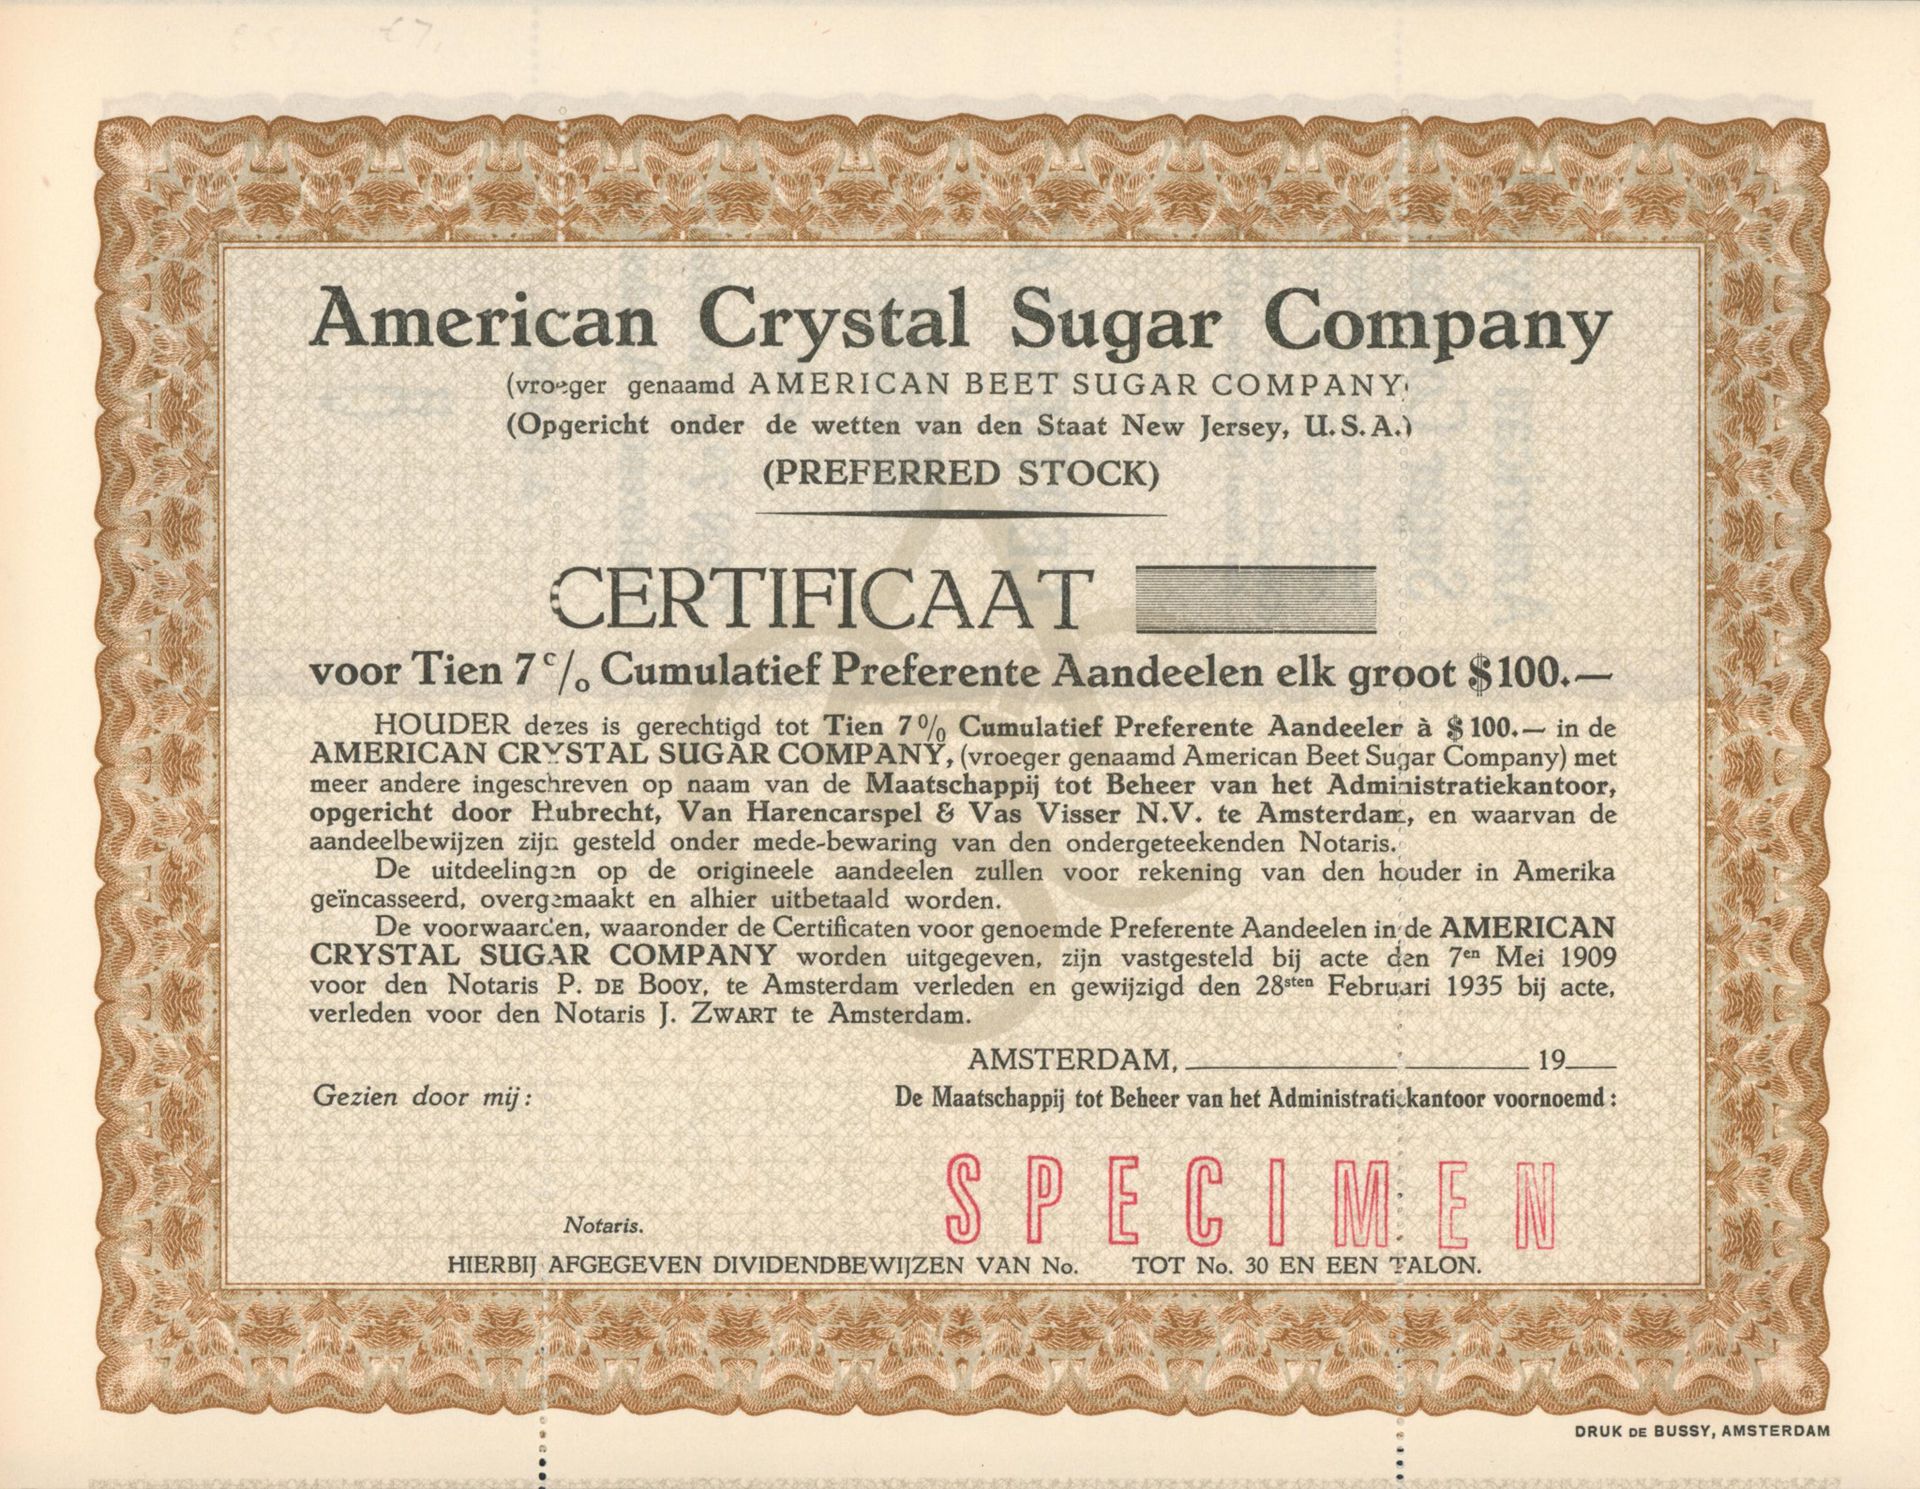 American Crystal Sugar Company
(vroeger genaamd AMERICAN BEET SUGAR COMPANY)
(Opgericht onder de wetten van den Staat New Jersey, U.S.A.)
(PREFERRED STOCK)
CERTIFICAAT
voor Tien 7% Cumulatief Preferente Aandeelen elk groot $100.—
HOUDER dezes is gerechtigd tot Tien 7% Cumulatief Preferente Aandeelen à $100.— in de
AMERICAN CRYSTAL SUGAR COMPANY, (vroeger genaamd American Beet Sugar Company) met
meer andere ingeschreven op naam van de Maatschappij tot Beheer van het Administratiekantoor,
opgericht door Hubrecht, Van Harencarspel & Vas Visser N.V. te Amsterdam, en waarvan de
aandeelbewijzen zijn gesteld onder mede-bewaring van den ondergeteekenden Notaris.
De uitdeelingen op de origineele aandeelen zullen voor rekening van den houder in Amerika
geïncasseerd, overgemaakt en alhier uitbetaald worden.
De voorwaarden, waaronder de Certificaten voor genoemde Preferente Aandeelen in de AMERICAN
CRYSTAL SUGAR COMPANY worden uitgegeven, zijn vastgesteld bij acte den 7en Mei 1909
voor den Notaris P. DE BOOY, te Amsterdam verleden en gewijzigd den 28sten Februari 1935 bij acte,
verleden voor den Notaris J. ZWART te Amsterdam.
AMSTERDAM, 19
Gezien door mij: De Maatschappij tot Beheer van het Administratiekantoor voornoemd:
SPECIMEN
Notaris.
HIERBIJ AFGEGEVEN DIVIDENDBEWIJZEN VAN No. TOT No. 30 EN EEN TALON.
DRUK DE BUSSY, AMSTERDAM